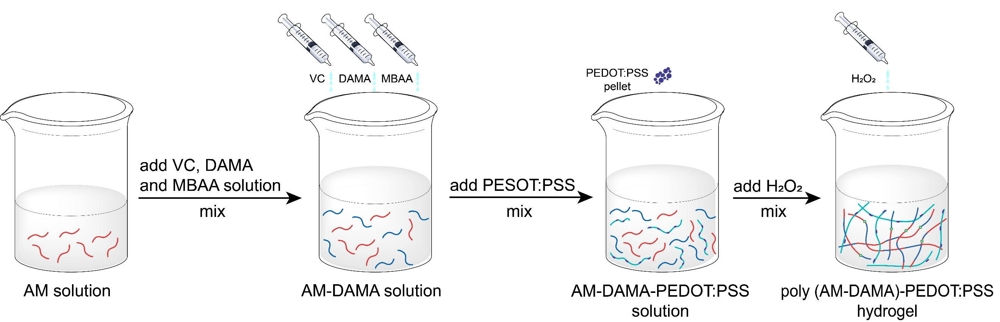 VC
DAMA
MBAA
PEDOT:PSS
pellet
H₂O₂
add VC, DAMA
and MBAA solution
mix
add PESOT:PSS
mix
add H₂O₂
mix
AM solution
AM-DAMA solution
AM-DAMA-PEDOT:PSS
solution
poly (AM-DAMA)-PEDOT:PSS
hydrogel